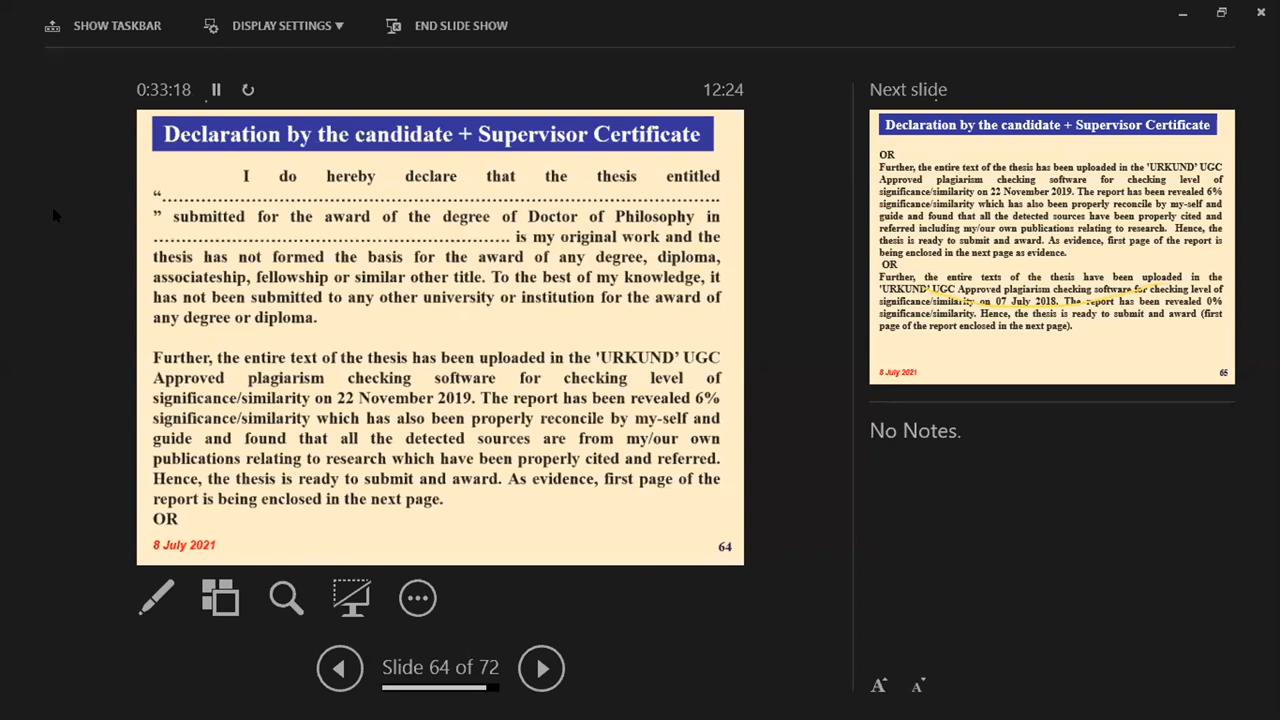 SHOW TASKBAR
DISPLAY SETTINGS
END SLIDE SHOW
0:33:18
12:24
Declaration by the candidate + Supervisor Certificate
I do hereby declare that the thesis entitled
“........................................................................................................
” submitted for the award of the degree of Doctor of Philosophy in
................................................................. is my original work and the
thesis has not formed the basis for the award of any degree, diploma,
associateship, fellowship or similar other title. To the best of my knowledge, it
has not been submitted to any other university or institution for the award of
any degree or diploma.
Further, the entire text of the thesis has been uploaded in the 'URKUND’ UGC
Approved plagiarism checking software for checking level of
significance/similarity on 22 November 2019. The report has been revealed 6%
significance/similarity which has also been properly reconcile by my-self and
guide and found that all the detected sources are from my/our own
publications relating to research which have been properly cited and referred.
Hence, the thesis is ready to submit and award. As evidence, first page of the
report is being enclosed in the next page.
OR
8 July 2021
64
Slide 64 of 72
Next slide
Declaration by the candidate + Supervisor Certificate
OR
Further, the entire text of the thesis has been uploaded in the 'URKUND' UGC
Approved plagiarism checking software for checking level of
significance/similarity on 22 November 2019. The report has been revealed 6%
significance/similarity which has also been properly reconcile by my-self and
guide and found that all the detected sources have been properly cited and
referred including my/our own publications relating to research. Hence, the
thesis is ready to submit and award. As evidence, first page of the report is
being enclosed in the next page as evidence.
OR
Further, the entire texts of the thesis have been uploaded in the
'URKUND' UGC Approved plagiarism checking software for checking level of
significance/similarity on 07 July 2018. The report has been revealed 0%
significance/similarity. Hence, the thesis is ready to submit and award (first
page of the report enclosed in the next page).
8 July 2021
65
No Notes.
A A